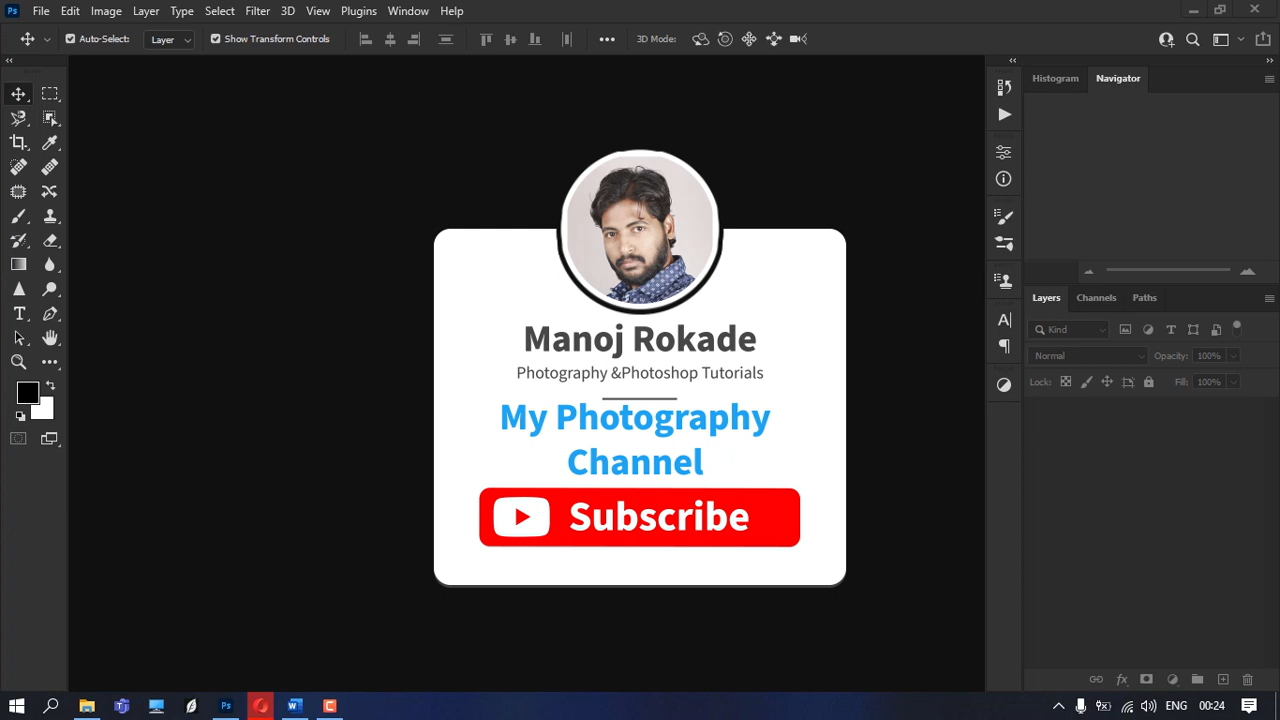 Ps File Edit Image Layer Type Select Filter 3D View Plugins Window Help
Auto-Select: Layer Show Transform Controls 3D Mode:
Histogram Navigator
Layers Channels Paths
Kind
Normal Opacity: 100%
Lock: Fill: 100%
Manoj Rokade
Photography &Photoshop Tutorials
My Photography
Channel
Subscribe
ENG 00:24